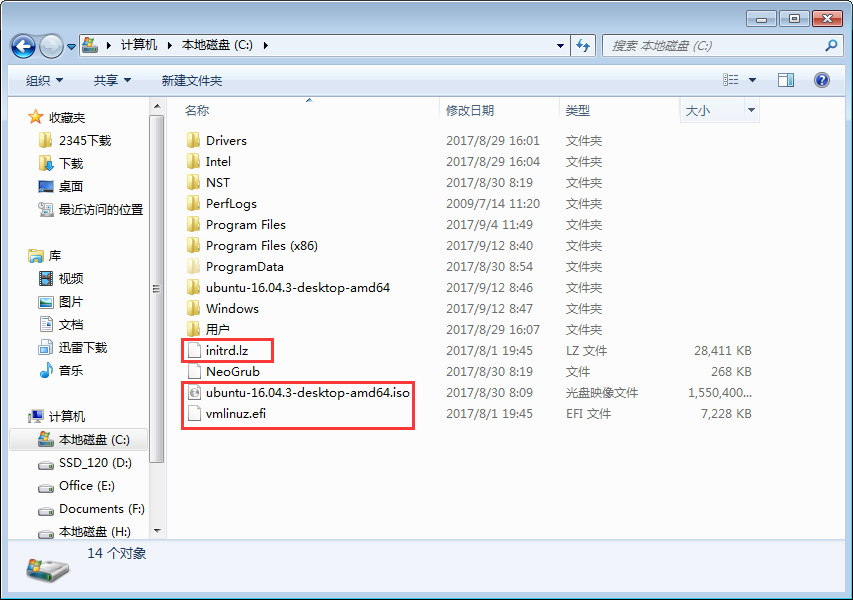 计算机 本地磁盘 (C:)
搜索 本地磁盘 (C:)
组织 共享 新建文件夹
名称 修改日期 类型 大小
收藏夹
2345下载
下载
桌面
最近访问的位置
库
视频
图片
文档
迅雷下载
音乐
计算机
本地磁盘 (C:)
SSD_120 (D:)
Office (E:)
Documents (F:)
本地磁盘 (H:)
Drivers 2017/8/29 16:01 文件夹
Intel 2017/8/29 16:04 文件夹
NST 2017/8/30 8:19 文件夹
PerfLogs 2009/7/14 11:20 文件夹
Program Files 2017/9/4 11:49 文件夹
Program Files (x86) 2017/9/12 8:40 文件夹
ProgramData 2017/8/30 8:54 文件夹
ubuntu-16.04.3-desktop-amd64 2017/9/12 8:46 文件夹
Windows 2017/9/12 8:47 文件夹
用户 2017/8/29 16:07 文件夹
initrd.lz 2017/8/1 19:45 LZ 文件 28,411 KB
NeoGrub 2017/8/30 8:19 文件 268 KB
ubuntu-16.04.3-desktop-amd64.iso 2017/8/30 8:09 光盘映像文件 1,550,400...
vmlinuz.efi 2017/8/1 19:45 EFI 文件 7,228 KB
14 个对象